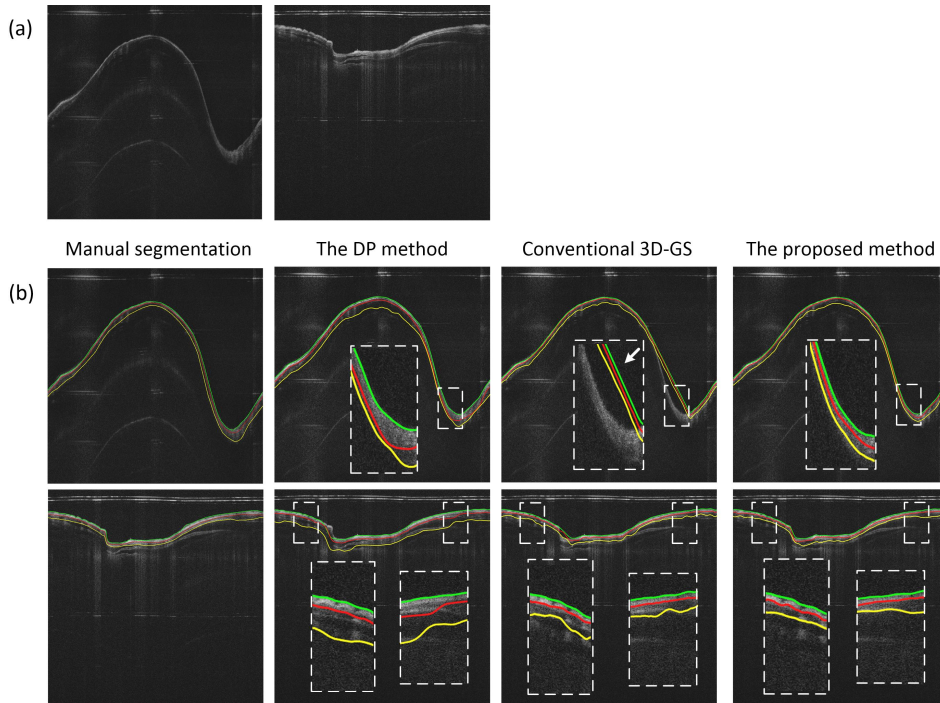 (a)
Manual segmentation The DP method Conventional 3D-GS The proposed method
(b)